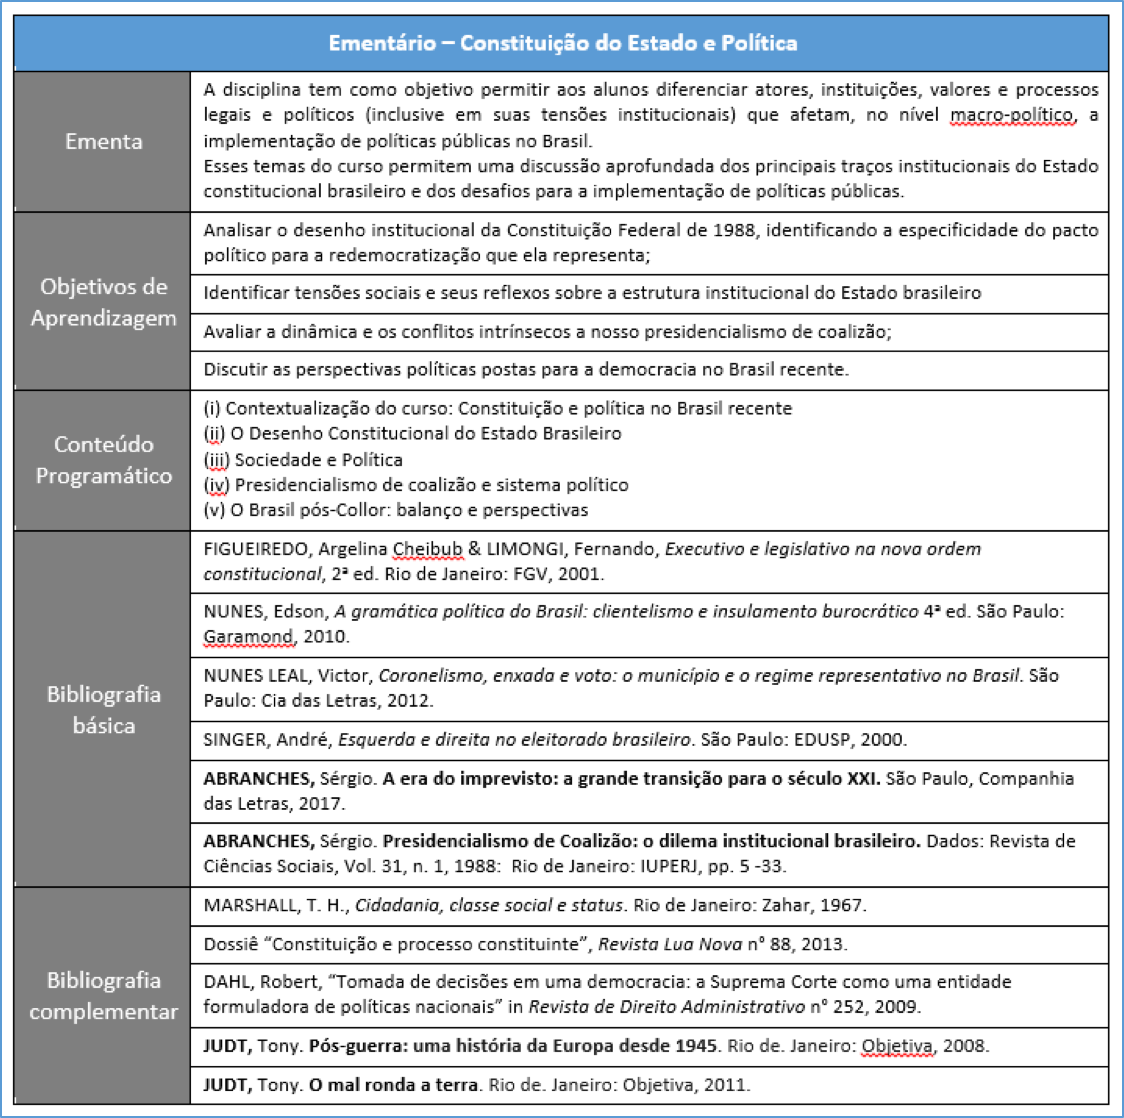 Ementário – Constituição do Estado e Política
Ementa
A disciplina tem como objetivo permitir aos alunos diferenciar atores, instituições, valores e processos
legais e políticos (inclusive em suas tensões institucionais) que afetam, no nível macro-político, a
implementação de políticas públicas no Brasil.
Esses temas do curso permitem uma discussão aprofundada dos principais traços institucionais do Estado
constitucional brasileiro e dos desafios para a implementação de políticas públicas.
Objetivos de
Aprendizagem
Analisar o desenho institucional da Constituição Federal de 1988, identificando a especificidade do pacto
político para a redemocratização que ela representa;
Identificar tensões sociais e seus reflexos sobre a estrutura institucional do Estado brasileiro
Avaliar a dinâmica e os conflitos intrínsecos a nosso presidencialismo de coalizão;
Discutir as perspectivas políticas postas para a democracia no Brasil recente.
Conteúdo
Programático
(i) Contextualização do curso: Constituição e política no Brasil recente
(ii) O Desenho Constitucional do Estado Brasileiro
(iii) Sociedade e Política
(iv) Presidencialismo de coalizão e sistema político
(v) O Brasil pós-Collor: balanço e perspectivas
Bibliografia
básica
FIGUEIREDO, Argelina Cheibub & LIMONGI, Fernando, Executivo e legislativo na nova ordem
constitucional, 2ª ed. Rio de Janeiro: FGV, 2001.
NUNES, Edson, A gramática política do Brasil: clientelismo e insulamento burocrático 4ª ed. São Paulo:
Garamond, 2010.
NUNES LEAL, Victor, Coronelismo, enxada e voto: o município e o regime representativo no Brasil. São
Paulo: Cia das Letras, 2012.
SINGER, André, Esquerda e direita no eleitorado brasileiro. São Paulo: EDUSP, 2000.
ABRANCHES, Sérgio. A era do imprevisto: a grande transição para o século XXI. São Paulo, Companhia
das Letras, 2017.
ABRANCHES, Sérgio. Presidencialismo de Coalizão: o dilema institucional brasileiro. Dados: Revista de
Ciências Sociais, Vol. 31, n. 1, 1988: Rio de Janeiro: IUPERJ, pp. 5 -33.
Bibliografia
complementar
MARSHALL, T. H., Cidadania, classe social e status. Rio de Janeiro: Zahar, 1967.
Dossiê “Constituição e processo constituinte”, Revista Lua Nova n° 88, 2013.
DAHL, Robert, “Tomada de decisões em uma democracia: a Suprema Corte como uma entidade
formuladora de políticas nacionais” in Revista de Direito Administrativo n° 252, 2009.
JUDT, Tony. Pós-guerra: uma história da Europa desde 1945. Rio de. Janeiro: Objetiva, 2008.
JUDT, Tony. O mal ronda a terra. Rio de. Janeiro: Objetiva, 2011.